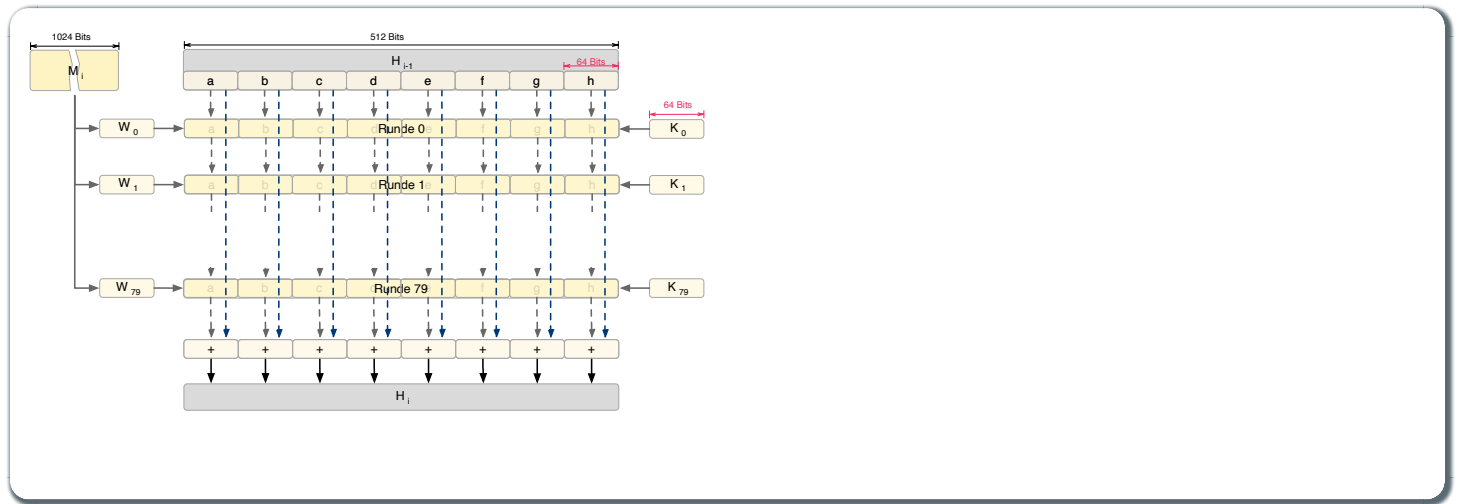 1024 Bits
512 Bits
M i
H i-1
64 Bits
a b c d e f g h
64 Bits
W 0
a b c d Runde 0 e f g h
K 0
W 1
a b c d Runde 1 e f g h
K 1
W 79
a b c d Runde 79 e f g h
K 79
+ + + + + + + +
H i